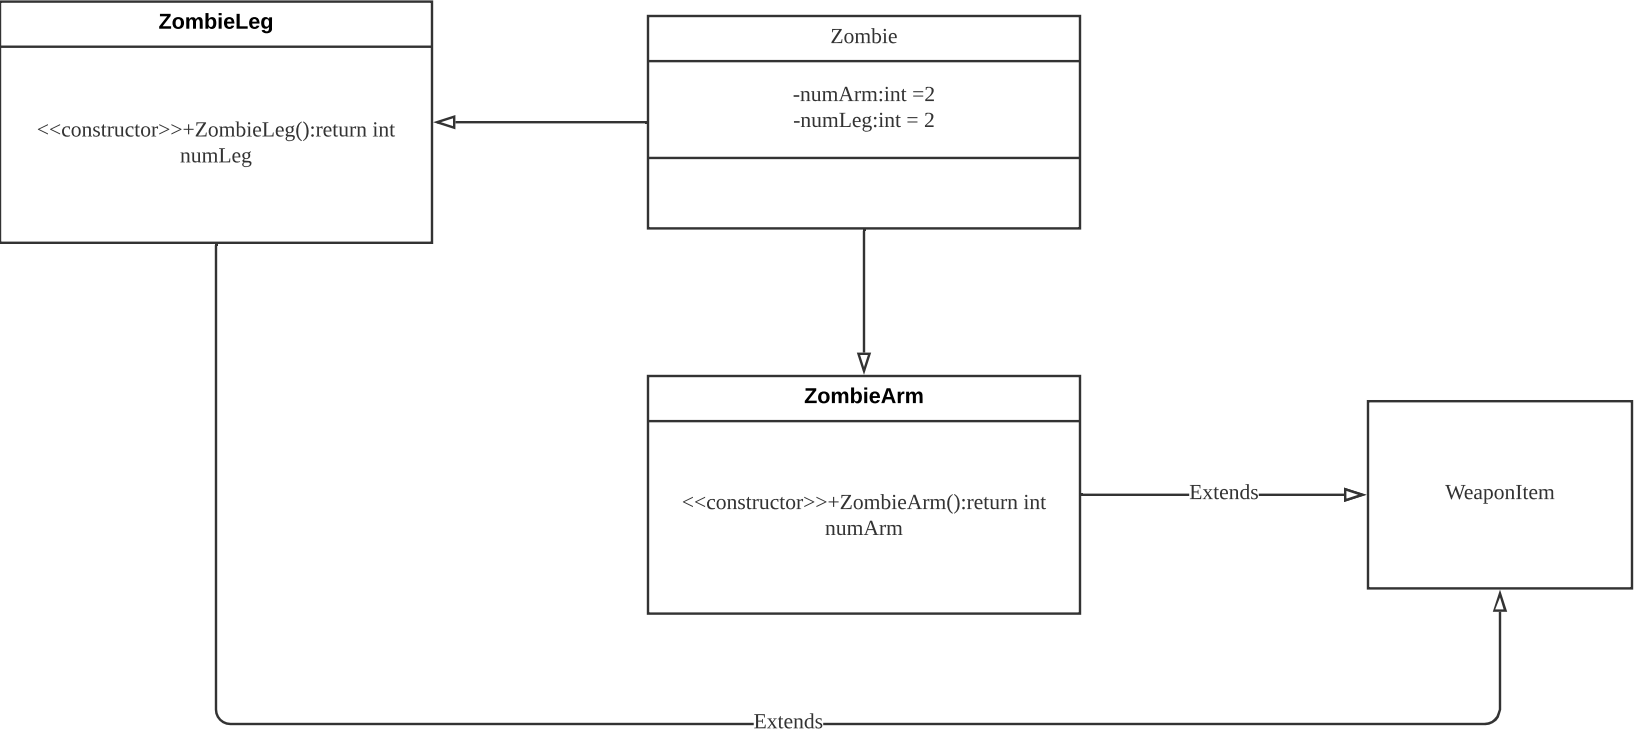 ZombieLeg
<<constructor>>+ZombieLeg():return int
numLeg
Zombie
-numArm:int =2
-numLeg:int = 2
ZombieArm
<<constructor>>+ZombieArm():return int
numArm
Extends
WeaponItem
Extends